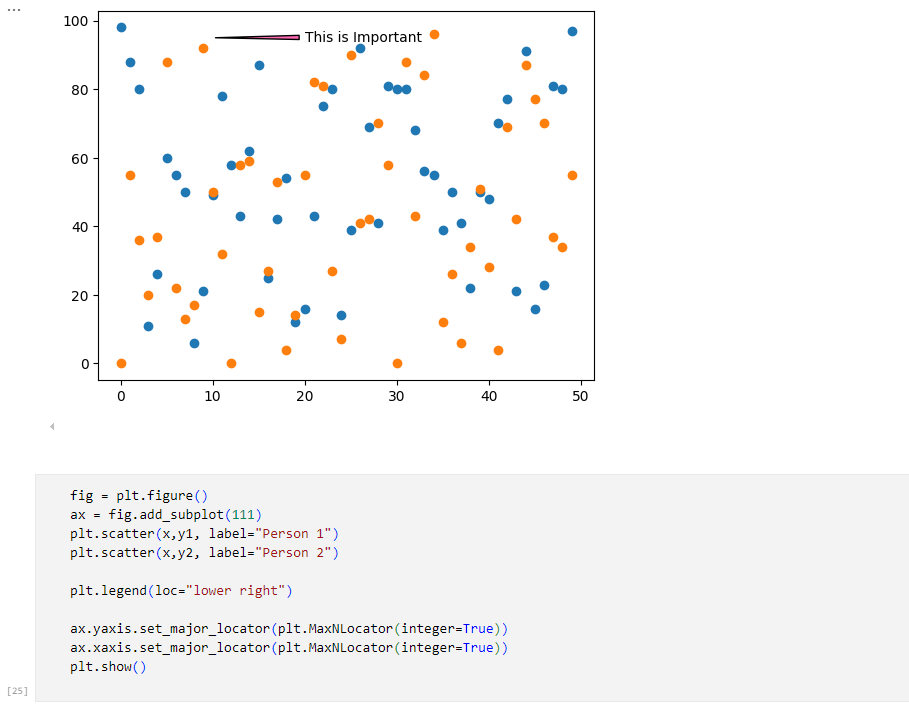 ...
100
This is Important
80
60
40
20
0
0 10 20 30 40 50
fig = plt.figure()
ax = fig.add_subplot(111)
plt.scatter(x,y1, label="Person 1")
plt.scatter(x,y2, label="Person 2")
plt.legend(loc="lower right")
ax.yaxis.set_major_locator(plt.MaxNLocator(integer=True))
ax.xaxis.set_major_locator(plt.MaxNLocator(integer=True))
plt.show()
[25]